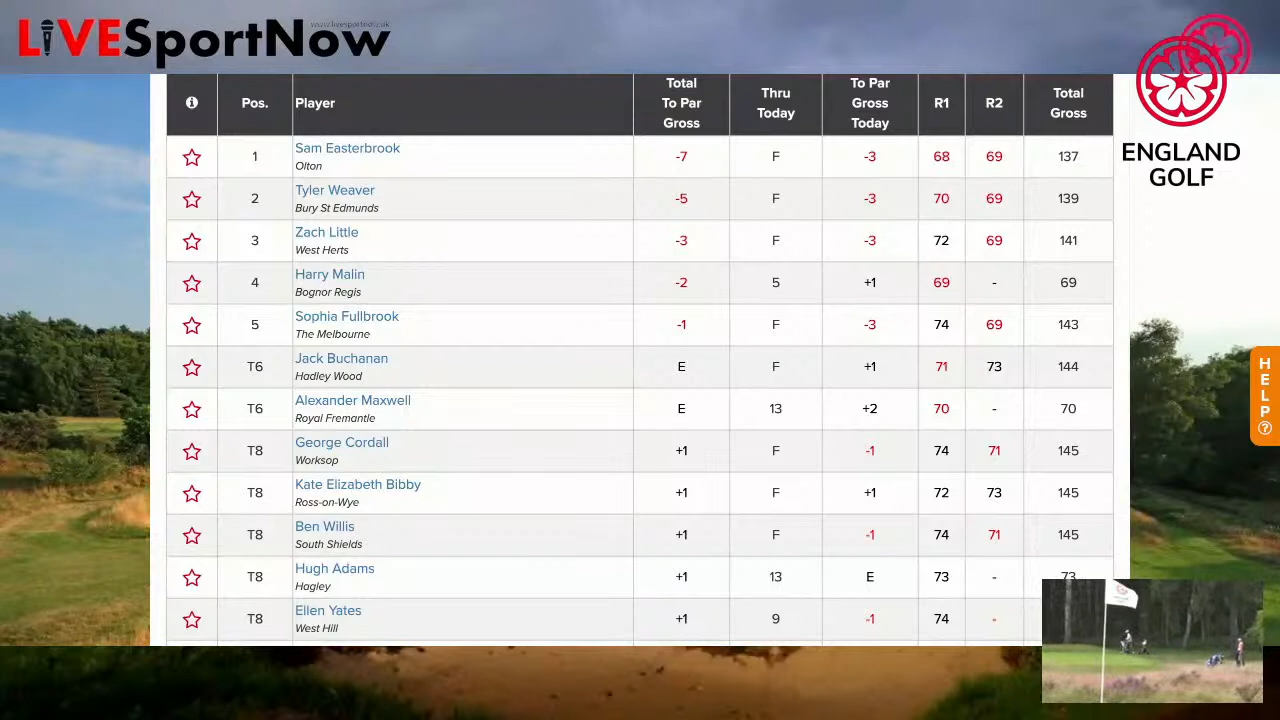 LiVESportNow
www.livesportnow.uk
ENGLAND
GOLF
Pos. Player Total To Par Gross Thru Today To Par Gross Today R1 R2 Total Gross
1 Sam Easterbrook -7 F -3 68 69 137
Olton
2 Tyler Weaver -5 F -3 70 69 139
Bury St Edmunds
3 Zach Little -3 F -3 72 69 141
West Herts
4 Harry Malin -2 5 +1 69 - 69
Bognor Regis
5 Sophia Fullbrook -1 F -3 74 69 143
The Melbourne
T6 Jack Buchanan E F +1 71 73 144
Hadley Wood
T6 Alexander Maxwell E 13 +2 70 - 70
Royal Fremantle
T8 George Cordall +1 F -1 74 71 145
Worksop
T8 Kate Elizabeth Bibby +1 F +1 72 73 145
Ross-on-Wye
T8 Ben Willis +1 F -1 74 71 145
South Shields
T8 Hugh Adams +1 13 E 73 - 73
Hagley
T8 Ellen Yates +1 9 -1 74 -
West Hill
HELP?